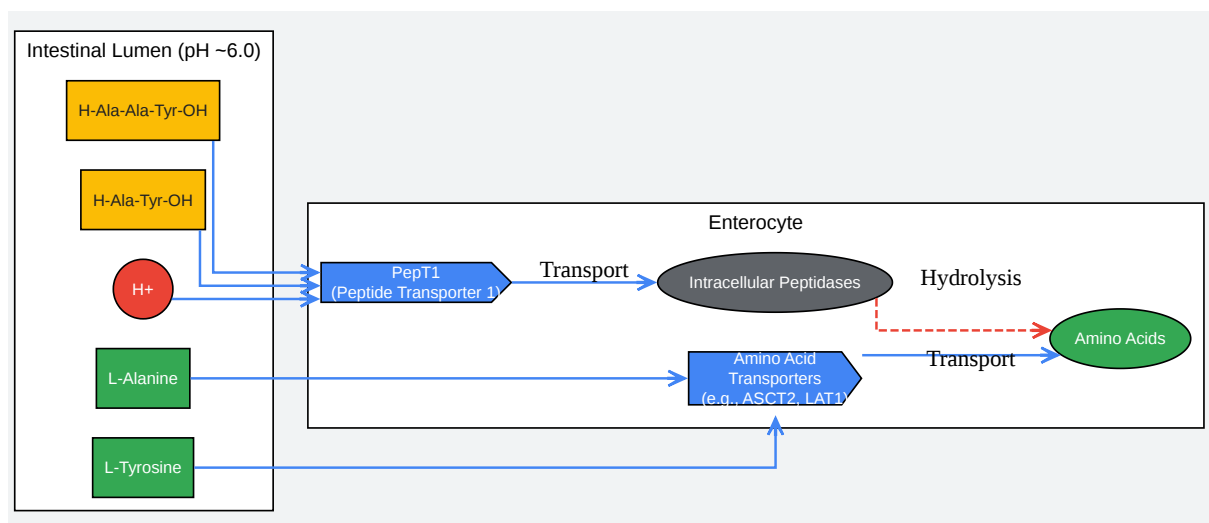 Intestinal Lumen (pH ~6.0)
H-Ala-Ala-Tyr-OH
H-Ala-Tyr-OH
H+
L-Alanine
L-Tyrosine
Enterocyte
PepT1
(Peptide Transporter 1)
Transport
Intracellular Peptidases
Hydrolysis
Amino Acids
Amino Acid
Transporters
(e.g., ASCT2, LAT1)
Transport